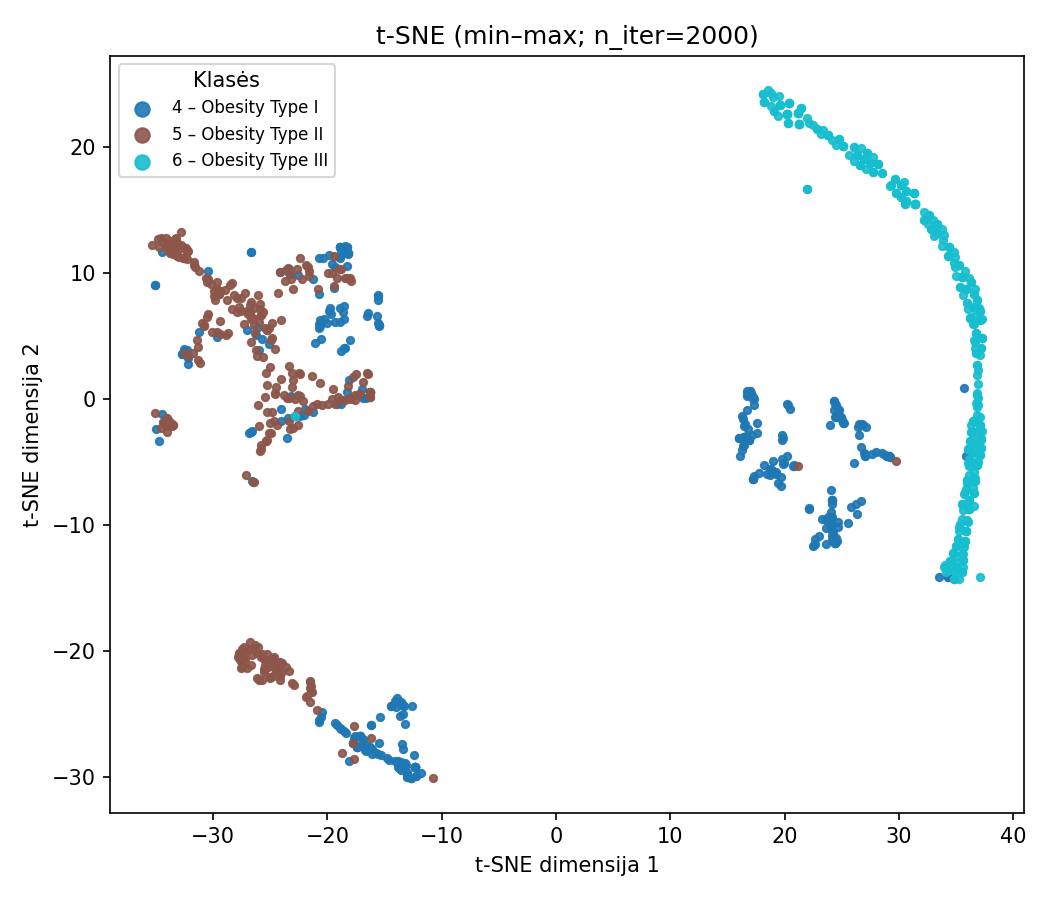 t-SNE (min–max; n_iter=2000)
Klasės
4 – Obesity Type I
5 – Obesity Type II
6 – Obesity Type III
20
10
0
−10
−20
−30
t-SNE dimensija 2
−30 −20 −10 0 10 20 30 40
t-SNE dimensija 1